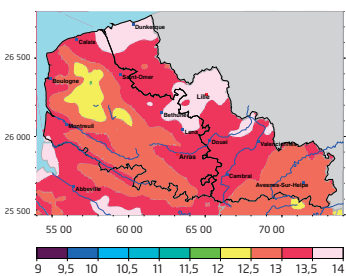 Dunkerque
Calais
26 500
Boulogne
Saint-Omer
Lille
Bethune
Montreuil
Lens
26 000
Douai
Valenciennes
Arras
Cambrai
Avesnes-Sur-Helpe
Abbeville
25 500
55 00 60 00 65 00 70 00
9 9,5 10 10,5 11 11,5 12 12,5 13 13,5 14